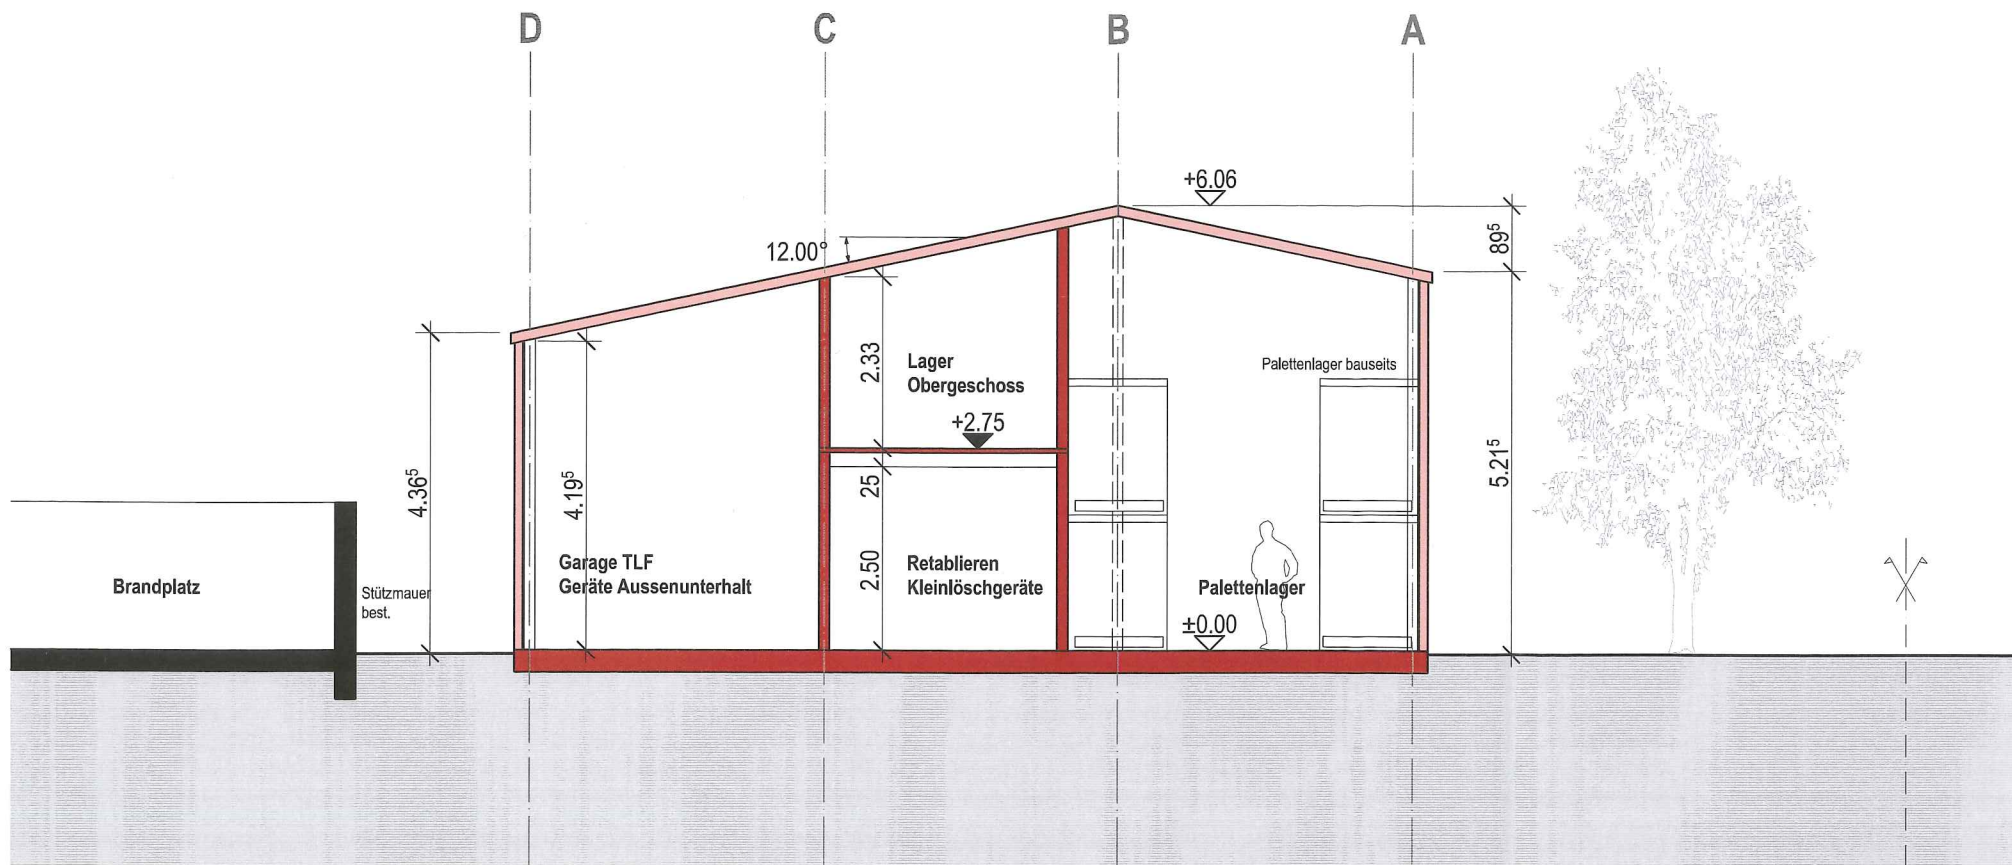 D
C
B
A
+6.06
89⁵
12.00°
2.33
Lager
Obergeschoss
Palettenlager bauseits
+2.75
4.36⁵
4.19⁵
25
5.21⁵
Brandplatz
Stützmauer
best.
Garage TLF
Geräte Aussenunterhalt
2.50
Retablieren
Kleinlöschgeräte
Palettenlager
±0.00